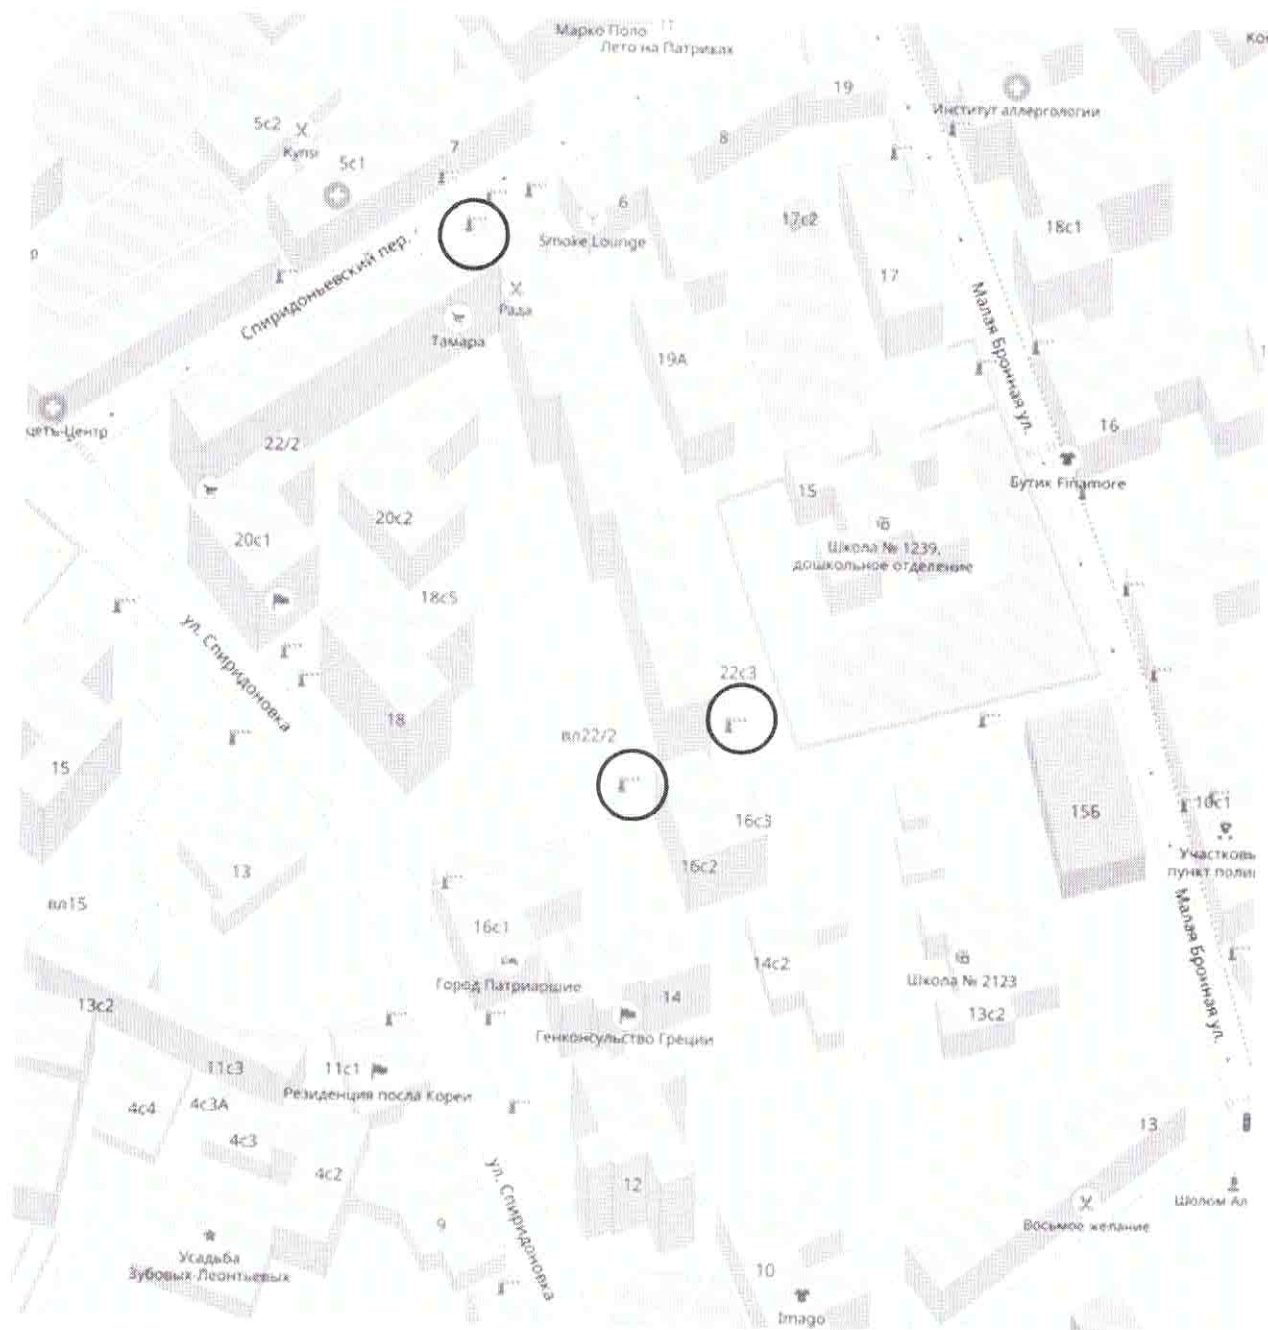 Марко Поло
11
Лето на Патриках
19
Институт аллергологии
5с2
Kynsi
5с1
7
8
6
Smoke Lounge
17с2
18с1
17
Спиридоньевский пер.
Рада
Тамара
19А
Малая Бронная ул.
16
Бутик Finamore
22/2
20с1
20с2
18с5
15
Школа № 1239,
дошкольное отделение
ул. Спиридоновка
18
22с3
вл22/2
15
13
вл15
16с3
16с2
15Б
10с1
16с1
Город Патриаршие
14
14с2
Генконсульство Греции
Школа № 2123
13с2
Малая Бронная ул.
13с2
11с3
11с1
Резиденция посла Кореи
4с4
4с3А
4с3
4с2
9
12
ул. Спиридоновка
13
Восьмое желание
Усадьба
Зубовых-Леонтьевых
10
Imago